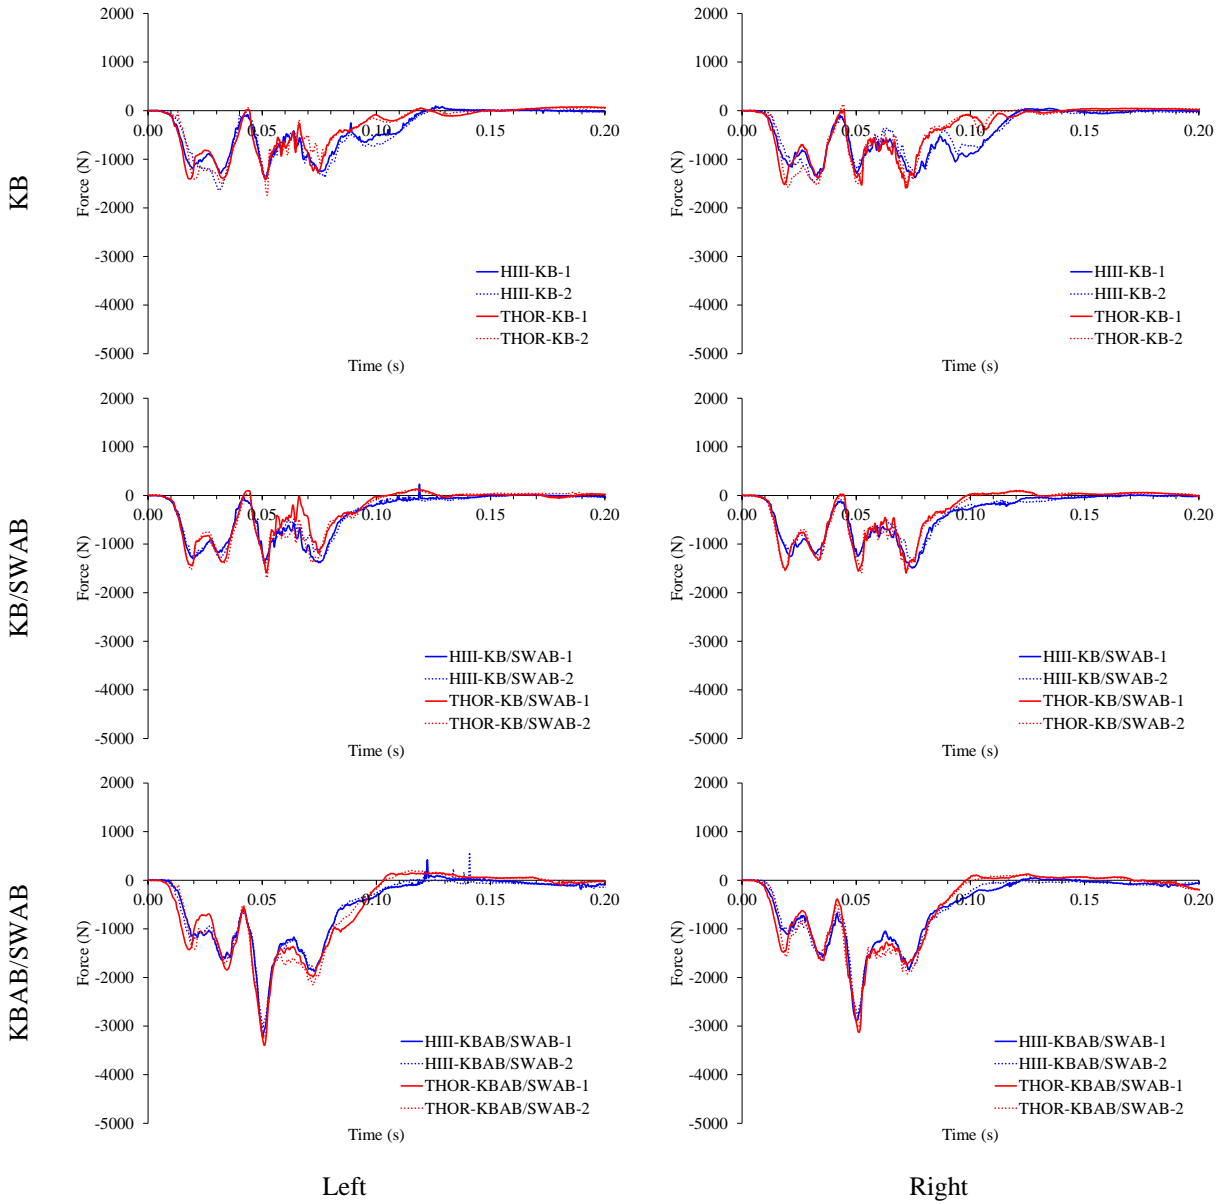 KB
2000
1000
0
-1000
-2000
-3000
-4000
-5000
Force (N)
0.00 0.05 0.10 0.15 0.20
Time (s)
HIII-KB-1
HIII-KB-2
THOR-KB-1
THOR-KB-2
2000
1000
0
-1000
-2000
-3000
-4000
-5000
Force (N)
0.00 0.05 0.10 0.15 0.20
Time (s)
HIII-KB-1
HIII-KB-2
THOR-KB-1
THOR-KB-2
KB/SWAB
2000
1000
0
-1000
-2000
-3000
-4000
-5000
Force (N)
0.00 0.05 0.10 0.15 0.20
Time (s)
HIII-KB/SWAB-1
HIII-KB/SWAB-2
THOR-KB/SWAB-1
THOR-KB/SWAB-2
2000
1000
0
-1000
-2000
-3000
-4000
-5000
Force (N)
0.00 0.05 0.10 0.15 0.20
Time (s)
HIII-KB/SWAB-1
HIII-KB/SWAB-2
THOR-KB/SWAB-1
THOR-KB/SWAB-2
KBAB/SWAB
2000
1000
0
-1000
-2000
-3000
-4000
-5000
Force (N)
0.00 0.05 0.10 0.15 0.20
Time (s)
HIII-KBAB/SWAB-1
HIII-KBAB/SWAB-2
THOR-KBAB/SWAB-1
THOR-KBAB/SWAB-2
2000
1000
0
-1000
-2000
-3000
-4000
-5000
Force (N)
0.00 0.05 0.10 0.15 0.20
Time (s)
HIII-KBAB/SWAB-1
HIII-KBAB/SWAB-2
THOR-KBAB/SWAB-1
THOR-KBAB/SWAB-2
Left
Right